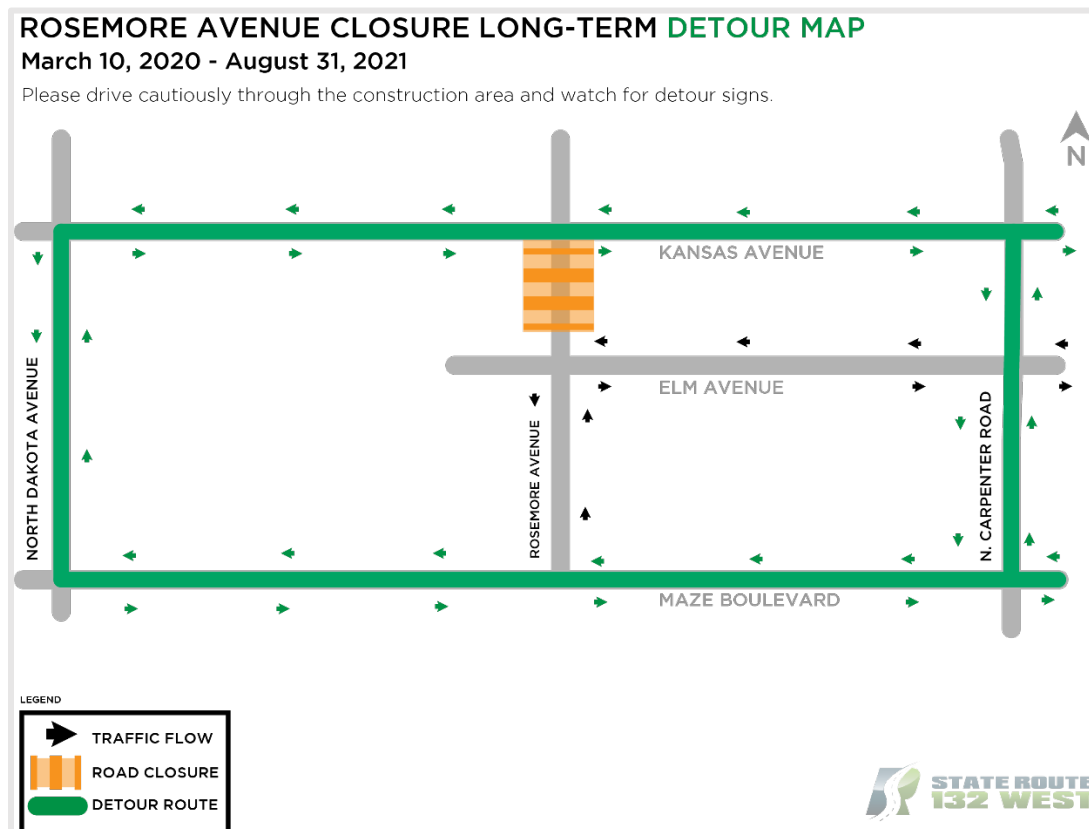 ROSEMORE AVENUE CLOSURE LONG-TERM DETOUR MAP
March 10, 2020 - August 31, 2021
Please drive cautiously through the construction area and watch for detour signs.
N
KANSAS AVENUE
ELM AVENUE
NORTH DAKOTA AVENUE
ROSEMORE AVENUE
N. CARPENTER ROAD
MAZE BOULEVARD
LEGEND
TRAFFIC FLOW
ROAD CLOSURE
DETOUR ROUTE
STATE ROUTE
132 WEST